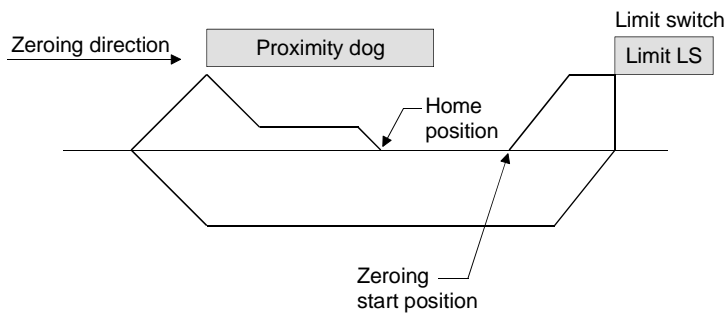 Limit switch
Zeroing direction
Proximity dog
Limit LS
Home
position
Zeroing
start position